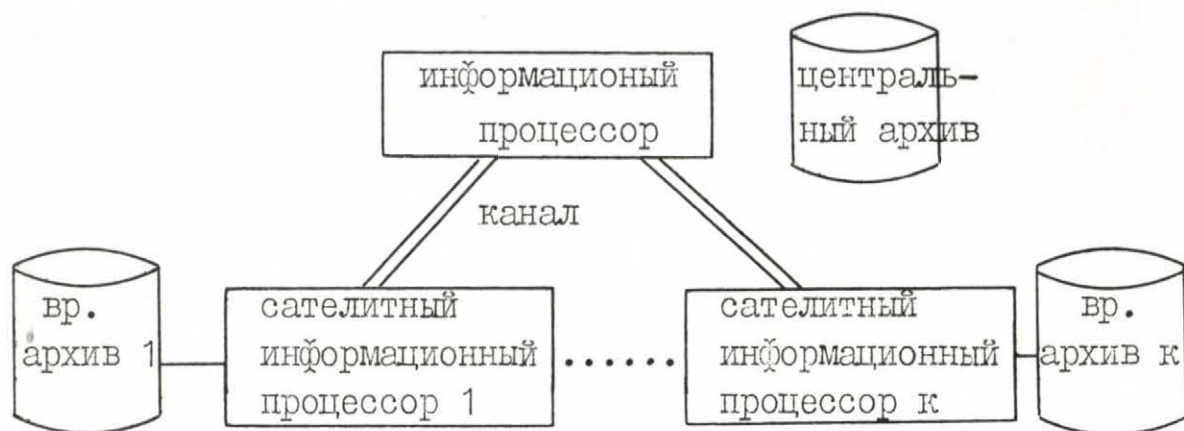 информационый
процессор
централь-
ный архив
канал
вр.
архив 1
сателитный
информационный
процессор 1
......
сателитный
информационный
процессор к
вр.
архив к